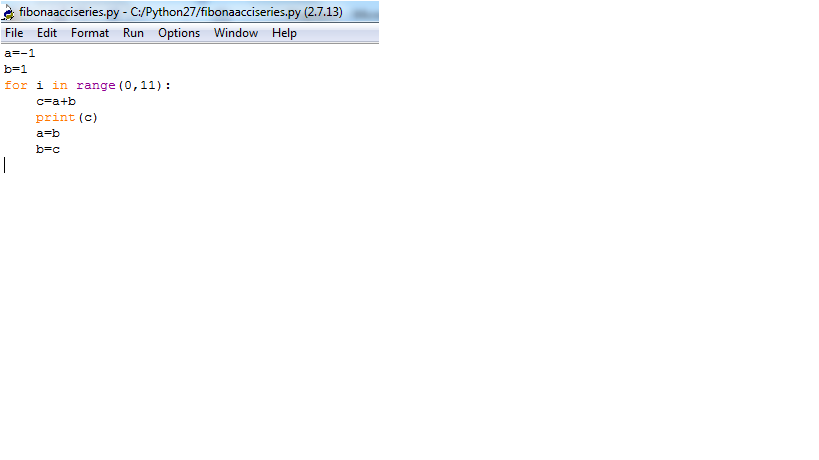 fibonaacciseries.py - C:/Python27/fibonaacciseries.py (2.7.13)
File Edit Format Run Options Window Help
a=-1
b=1
for i in range(0,11):
    c=a+b
    print(c)
    a=b
    b=c